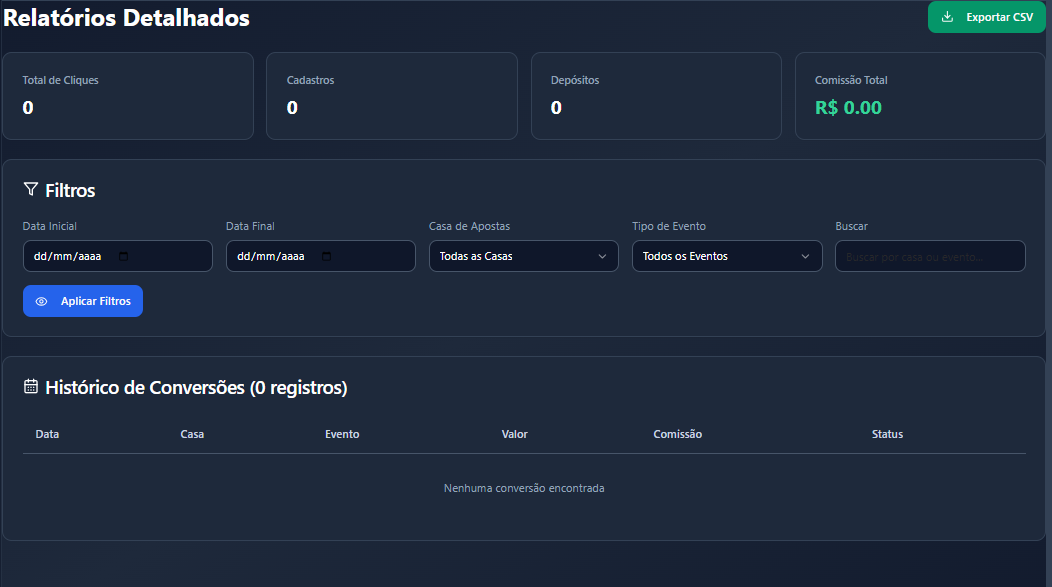 Relatórios Detalhados
Exportar CSV
Total de Cliques
0
Cadastros
0
Depósitos
0
Comissão Total
R$ 0.00
Filtros
Data Inicial
Data Final
Casa de Apostas
Tipo de Evento
Buscar
dd/mm/aaaa
dd/mm/aaaa
Todas as Casas
Todos os Eventos
Buscar por casa ou evento...
Aplicar Filtros
Histórico de Conversões (0 registros)
Data Casa Evento Valor Comissão Status
Nenhuma conversão encontrada